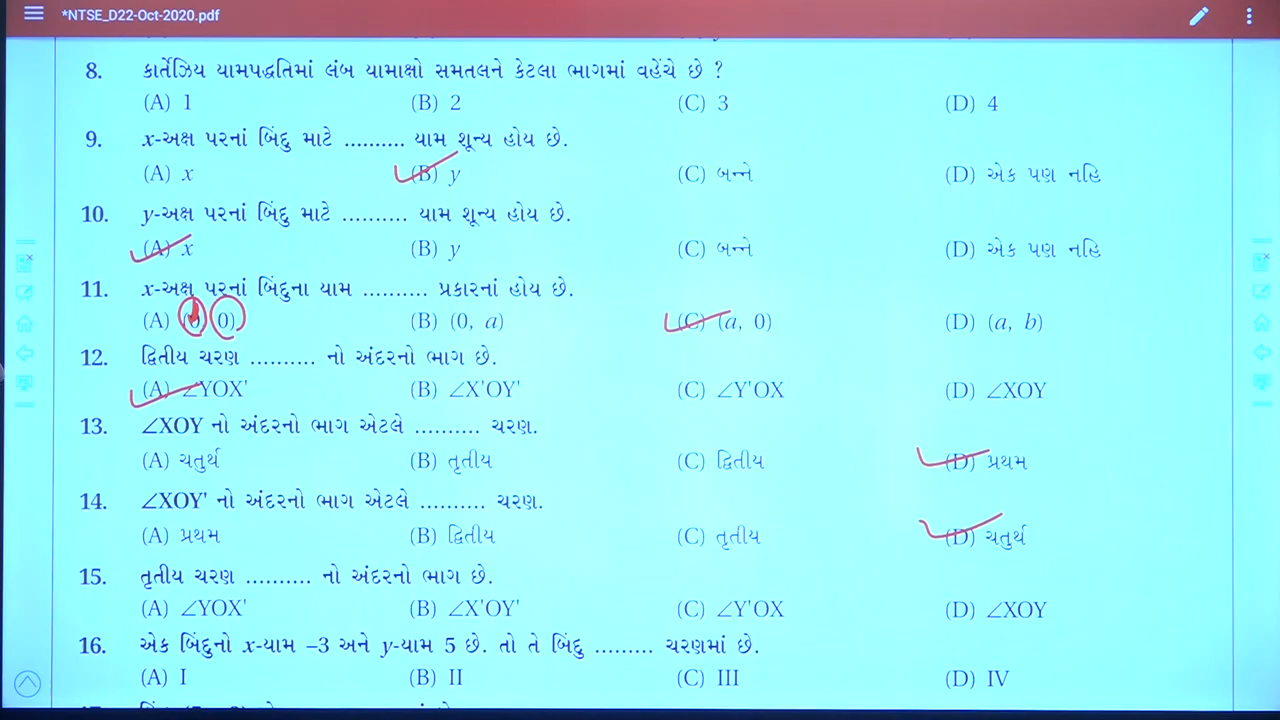 *NTSE_D22-Oct-2020.pdf
8. કાર્તેઝિય યામપદ્ધતિમાં લંબ યામાક્ષો સમતલને કેટલા ભાગમાં વહેંચે છે ?
(A) 1 (B) 2 (C) 3 (D) 4
9. x-અક્ષ પરનાં બિંદુ માટે .......... યામ શૂન્ય હોય છે.
(A) x (B) y (C) બન્ને (D) એક પણ નહિ
10. y-અક્ષ પરનાં બિંદુ માટે .......... યામ શૂન્ય હોય છે.
(A) x (B) y (C) બન્ને (D) એક પણ નહિ
11. x-અક્ષ પરનાં બિંદુના યામ .......... પ્રકારનાં હોય છે.
(A) (0, 0) (B) (0, a) (C) (a, 0) (D) (a, b)
12. દ્વિતીય ચરણ .......... નો અંદરનો ભાગ છે.
(A) ∠YOX' (B) ∠X'OY' (C) ∠Y'OX (D) ∠XOY
13. ∠XOY નો અંદરનો ભાગ એટલે .......... ચરણ.
(A) ચતુર્થ (B) તૃતીય (C) દ્વિતીય (D) પ્રથમ
14. ∠XOY' નો અંદરનો ભાગ એટલે .......... ચરણ.
(A) પ્રથમ (B) દ્વિતીય (C) તૃતીય (D) ચતુર્થ
15. તૃતીય ચરણ .......... નો અંદરનો ભાગ છે.
(A) ∠YOX' (B) ∠X'OY' (C) ∠Y'OX (D) ∠XOY
16. એક બિંદુનો x-યામ –3 અને y-યામ 5 છે. તો તે બિંદુ ......... ચરણમાં છે.
(A) I (B) II (C) III (D) IV